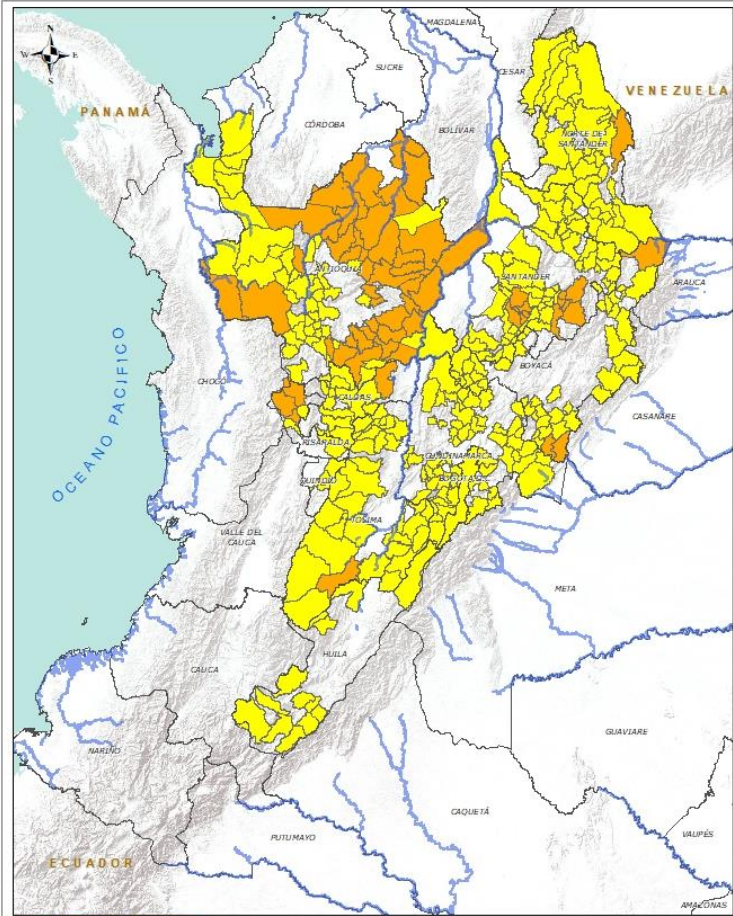 N
W E
S
MAGDALENA
SUCRE
CESAR
VENEZUELA
PANAMÁ
CÓRDOBA
BOLÍVAR
NORTE DE
SANTANDER
ANTIOQUIA
SANTANDER
ARAUCA
CHOCÓ
BOYACÁ
CALDAS
CASANARE
OCEANO PACIFICO
RISARALDA
CUNDINAMARCA
QUINDÍO
BOGOTÁ D.C.
TOLIMA
VALLE DEL
CAUCA
META
HUILA
CAUCA
GUAVIARE
NARIÑO
CAQUETÁ
PUTUMAYO
VAUPÉS
ECUADOR
AMAZONAS